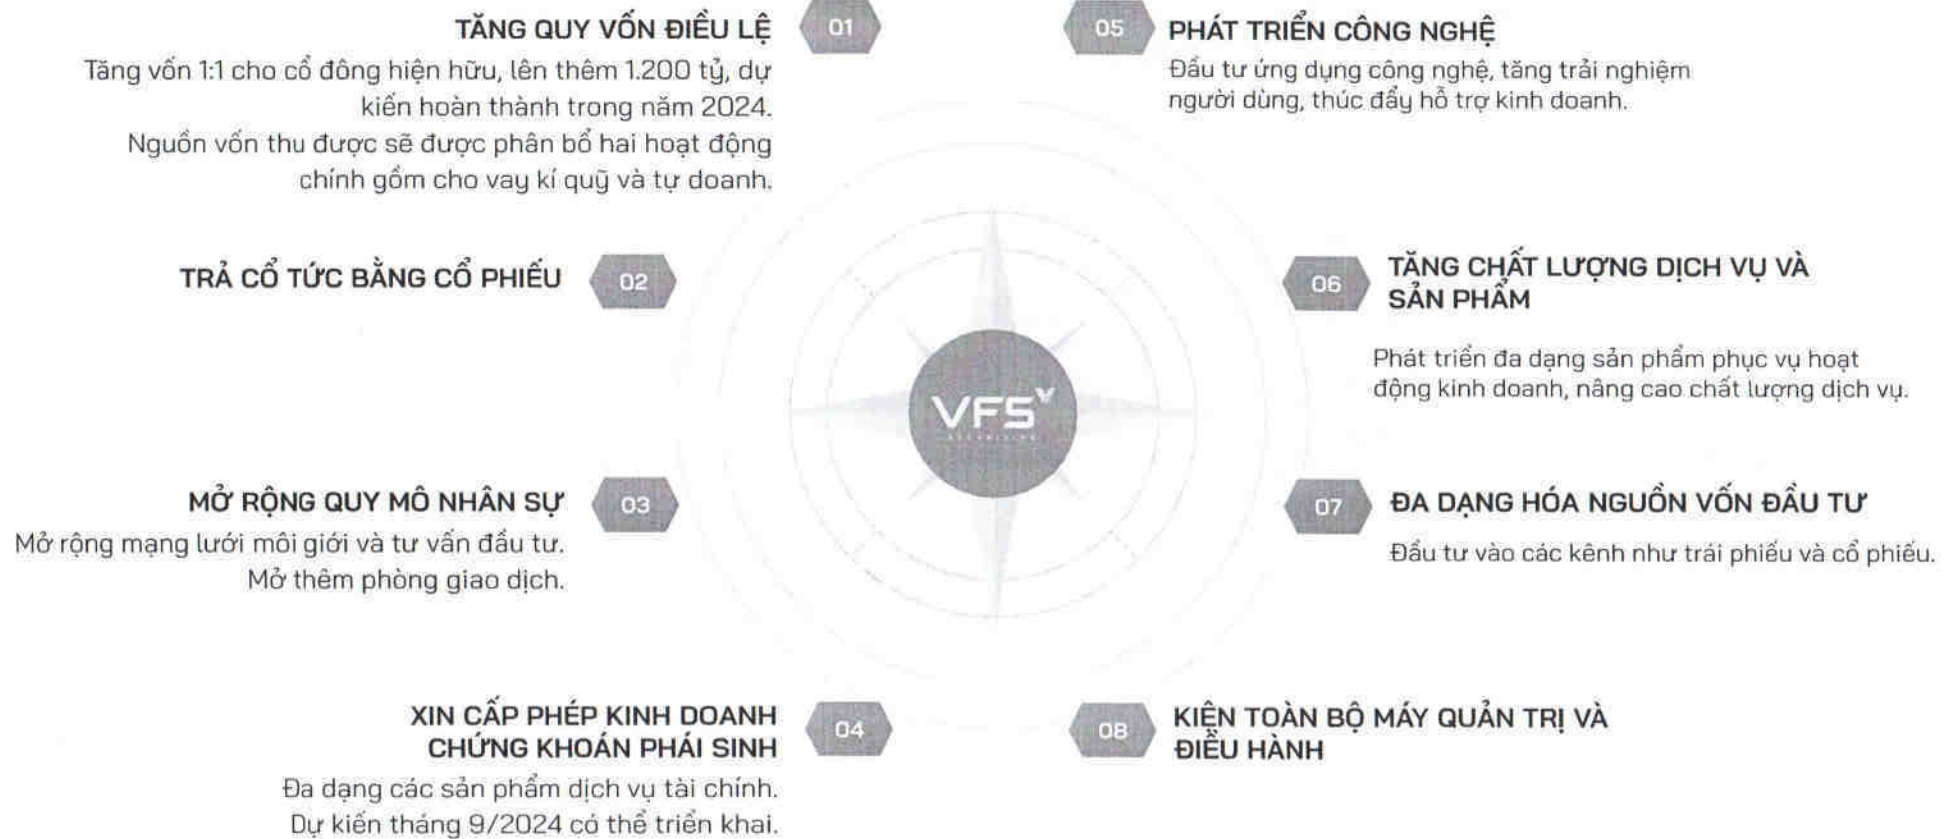 TĂNG QUY VỐN ĐIỀU LỆ
01
Tăng vốn 1:1 cho cổ đông hiện hữu, lên thêm 1.200 tỷ, dự
kiến hoàn thành trong năm 2024.
Nguồn vốn thu được sẽ được phân bổ hai hoạt động
chính gồm cho vay kí quỹ và tự doanh.
TRẢ CỔ TỨC BẰNG CỔ PHIẾU
02
MỞ RỘNG QUY MÔ NHÂN SỰ
03
Mở rộng mạng lưới môi giới và tư vấn đầu tư.
Mở thêm phòng giao dịch.
XIN CẤP PHÉP KINH DOANH
CHỨNG KHOÁN PHÁI SINH
04
Đa dạng các sản phẩm dịch vụ tài chính.
Dự kiến tháng 9/2024 có thể triển khai.
VFS
05
PHÁT TRIỂN CÔNG NGHỆ
Đầu tư ứng dụng công nghệ, tăng trải nghiệm
người dùng, thúc đẩy hỗ trợ kinh doanh.
06
TĂNG CHẤT LƯỢNG DỊCH VỤ VÀ
SẢN PHẨM
Phát triển đa dạng sản phẩm phục vụ hoạt
động kinh doanh, nâng cao chất lượng dịch vụ.
07
ĐA DẠNG HÓA NGUỒN VỐN ĐẦU TƯ
Đầu tư vào các kênh như trái phiếu và cổ phiếu.
08
KIỆN TOÀN BỘ MÁY QUẢN TRỊ VÀ
ĐIỀU HÀNH